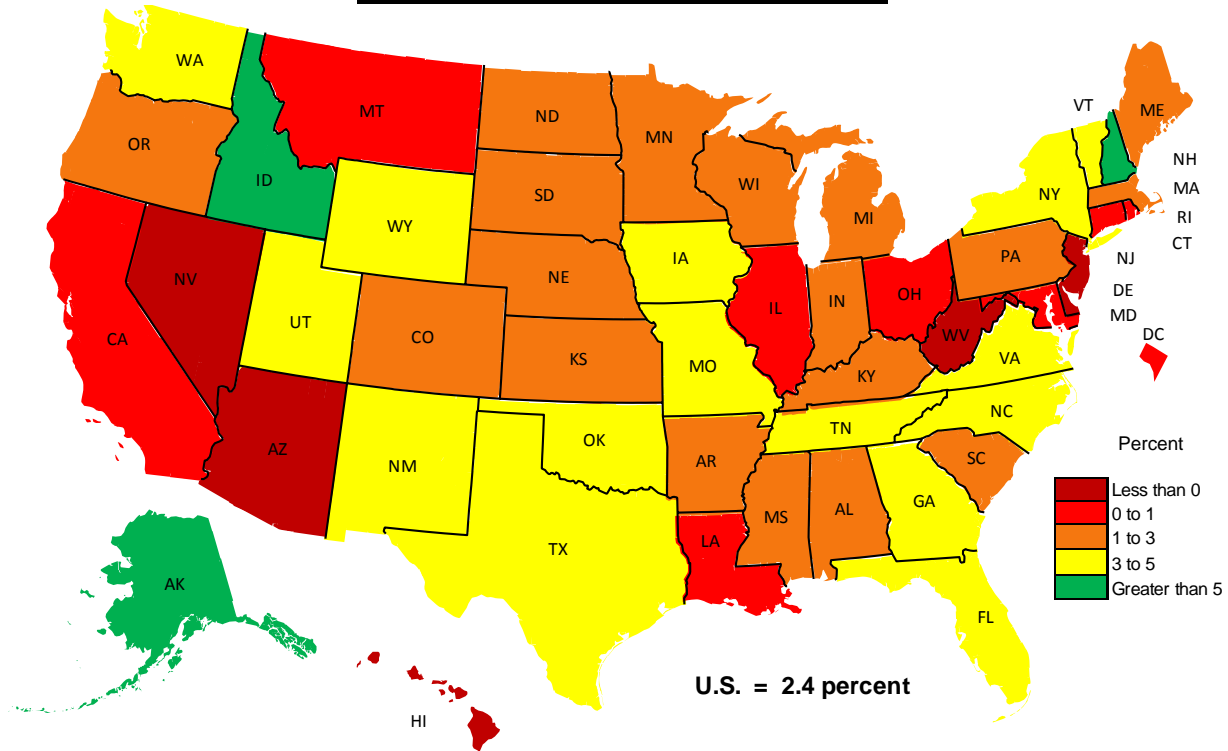 WA
MT
ND
MN
VT
ME
OR
ID
SD
WI
MI
NY
NH
MA
RI
CT
WY
IA
NE
PA
NJ
NV
UT
CO
IL
IN
OH
DE
MD
DC
CA
KS
MO
WV
VA
KY
NC
AZ
NM
OK
TN
AR
SC
MS
AL
GA
TX
LA
AK
FL
HI
Percent
Less than 0
0 to 1
1 to 3
3 to 5
Greater than 5
U.S. = 2.4 percent